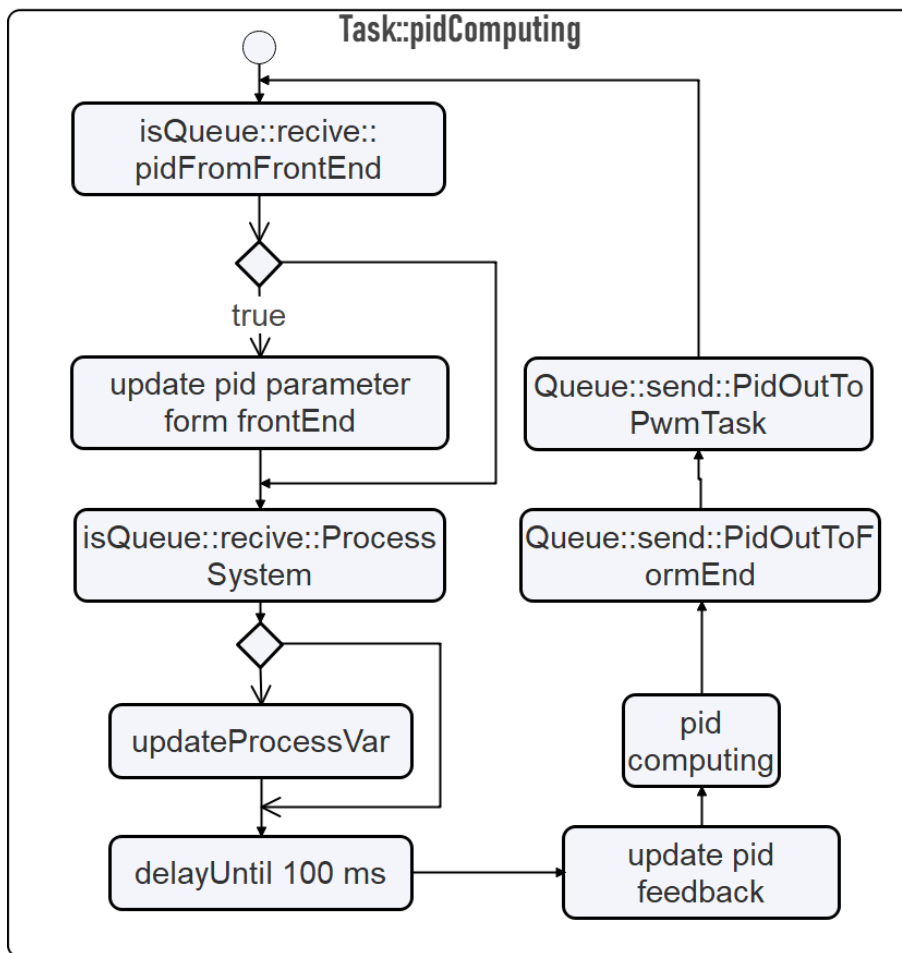 Task::pidComputing
isQueue::recive::
pidFromFrontEnd
true
update pid parameter
form frontEnd
isQueue::recive::Process
System
updateProcessVar
delayUntil 100 ms
update pid
feedback
pid
computing
Queue::send::PidOutToF
ormEnd
Queue::send::PidOutTo
PwmTask